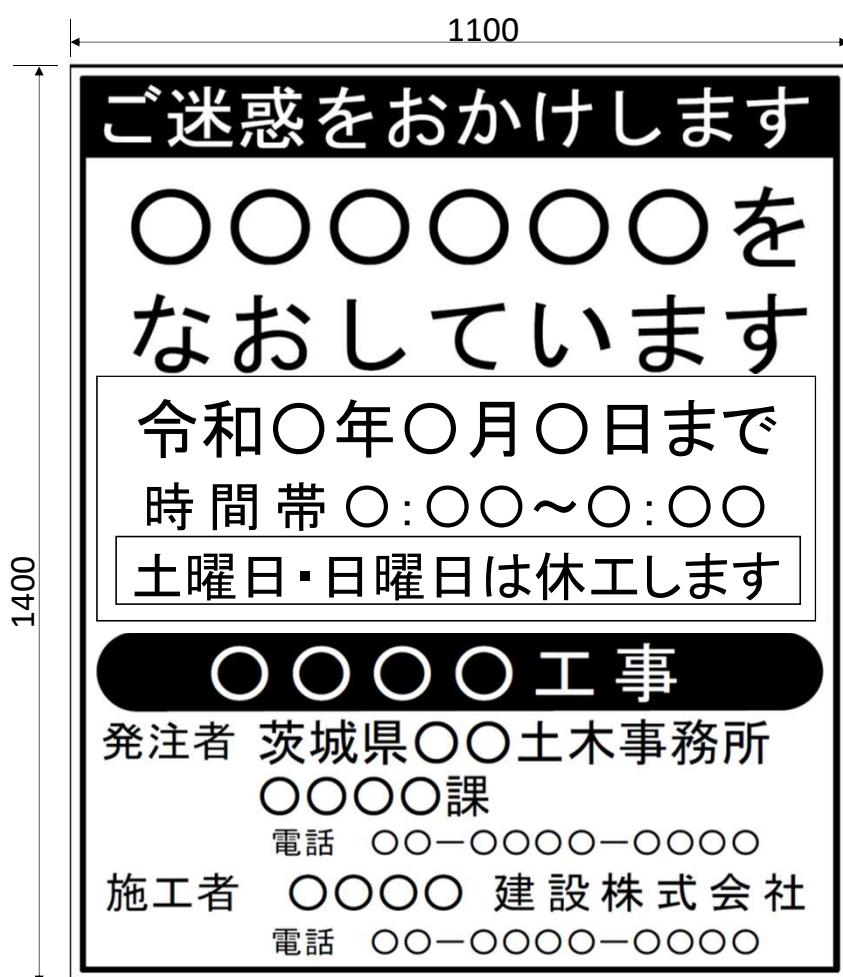 1100
1400
ご迷惑をおかけします
〇〇〇〇〇〇を
なおしています
令和〇年〇月〇日まで
時間帯〇:〇〇~〇:〇〇
土曜日・日曜日は休工します
〇〇〇〇工事
発注者 茨城県〇〇土木事務所
〇〇〇〇課
電話 〇〇-〇〇〇〇-〇〇〇〇
施工者 〇〇〇〇 建設株式会社
電話 〇〇-〇〇〇〇-〇〇〇〇